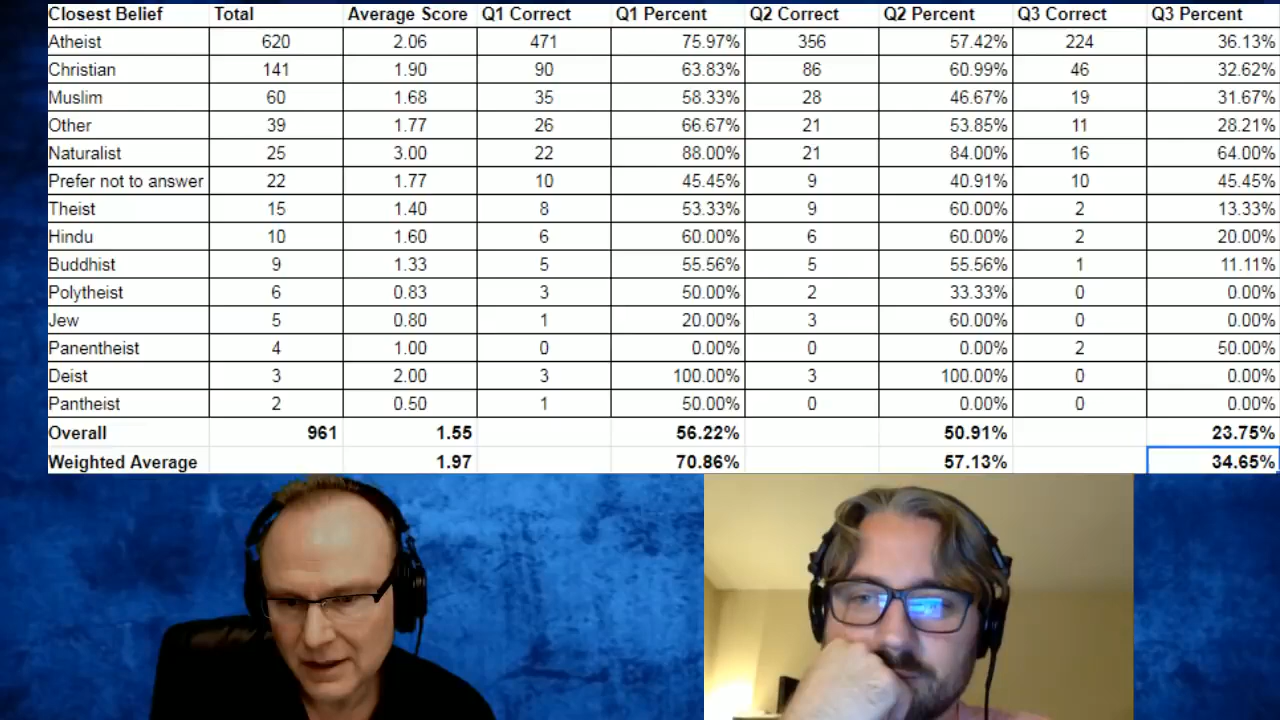 Closest Belief Total Average Score Q1 Correct Q1 Percent Q2 Correct Q2 Percent Q3 Correct Q3 Percent
Atheist 620 2.06 471 75.97% 356 57.42% 224 36.13%
Christian 141 1.90 90 63.83% 86 60.99% 46 32.62%
Muslim 60 1.68 35 58.33% 28 46.67% 19 31.67%
Other 39 1.77 26 66.67% 21 53.85% 11 28.21%
Naturalist 25 3.00 22 88.00% 21 84.00% 16 64.00%
Prefer not to answer 22 1.77 10 45.45% 9 40.91% 10 45.45%
Theist 15 1.40 8 53.33% 9 60.00% 2 13.33%
Hindu 10 1.60 6 60.00% 6 60.00% 2 20.00%
Buddhist 9 1.33 5 55.56% 5 55.56% 1 11.11%
Polytheist 6 0.83 3 50.00% 2 33.33% 0 0.00%
Jew 5 0.80 1 20.00% 3 60.00% 0 0.00%
Panentheist 4 1.00 0 0.00% 0 0.00% 2 50.00%
Deist 3 2.00 3 100.00% 3 100.00% 0 0.00%
Pantheist 2 0.50 1 50.00% 0 0.00% 0 0.00%
Overall 961 1.55 56.22% 50.91% 23.75%
Weighted Average 1.97 70.86% 57.13% 34.65%